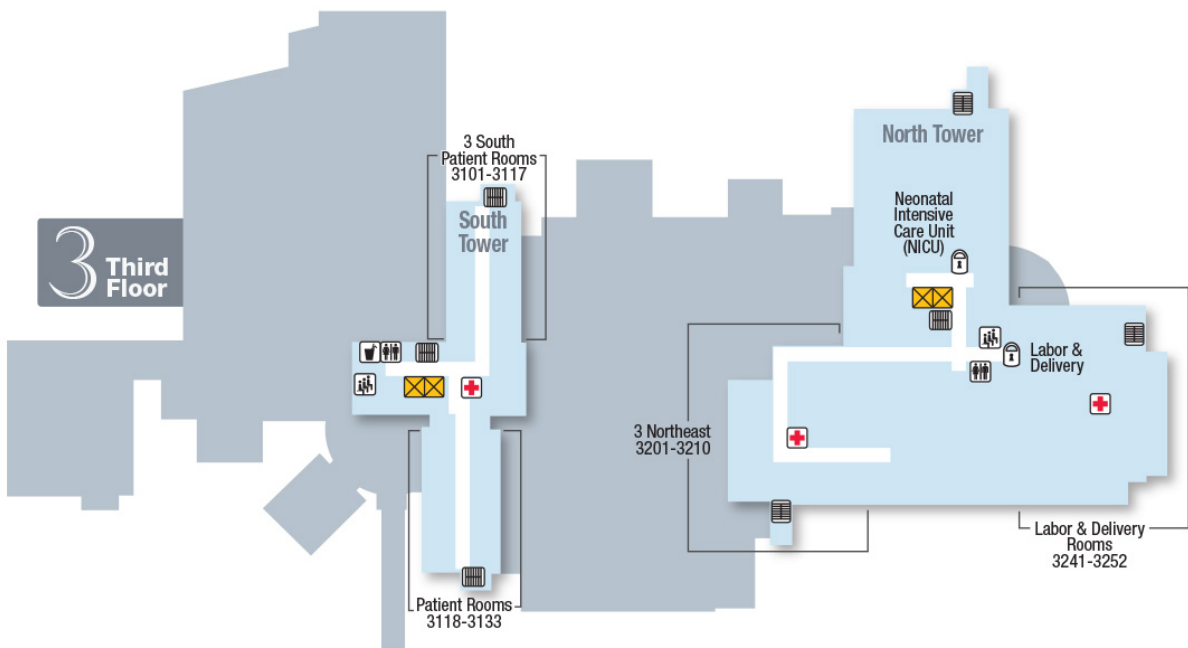 3 Third
Floor
3 South
Patient Rooms
3101-3117
South
Tower
Patient Rooms
3118-3133
North Tower
Neonatal
Intensive
Care Unit
(NICU)
Labor &
Delivery
3 Northeast
3201-3210
Labor & Delivery
Rooms
3241-3252